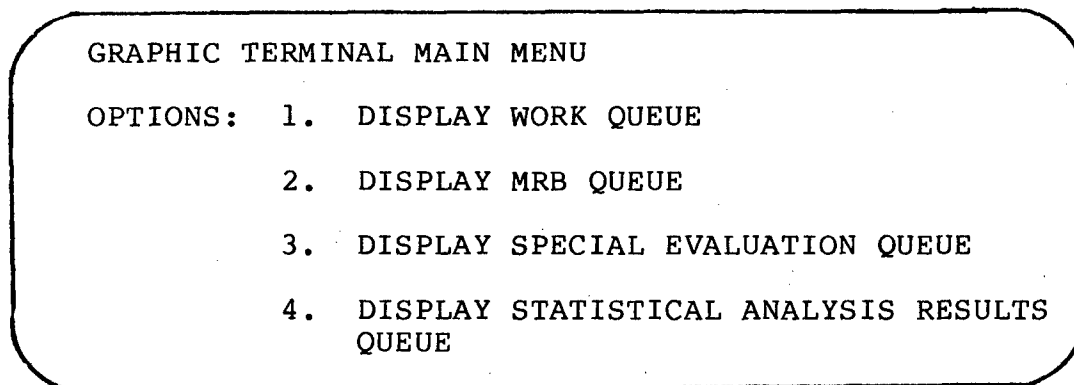 GRAPHIC TERMINAL MAIN MENU
OPTIONS: 1. DISPLAY WORK QUEUE
2. DISPLAY MRB QUEUE
3. DISPLAY SPECIAL EVALUATION QUEUE
4. DISPLAY STATISTICAL ANALYSIS RESULTS
QUEUE